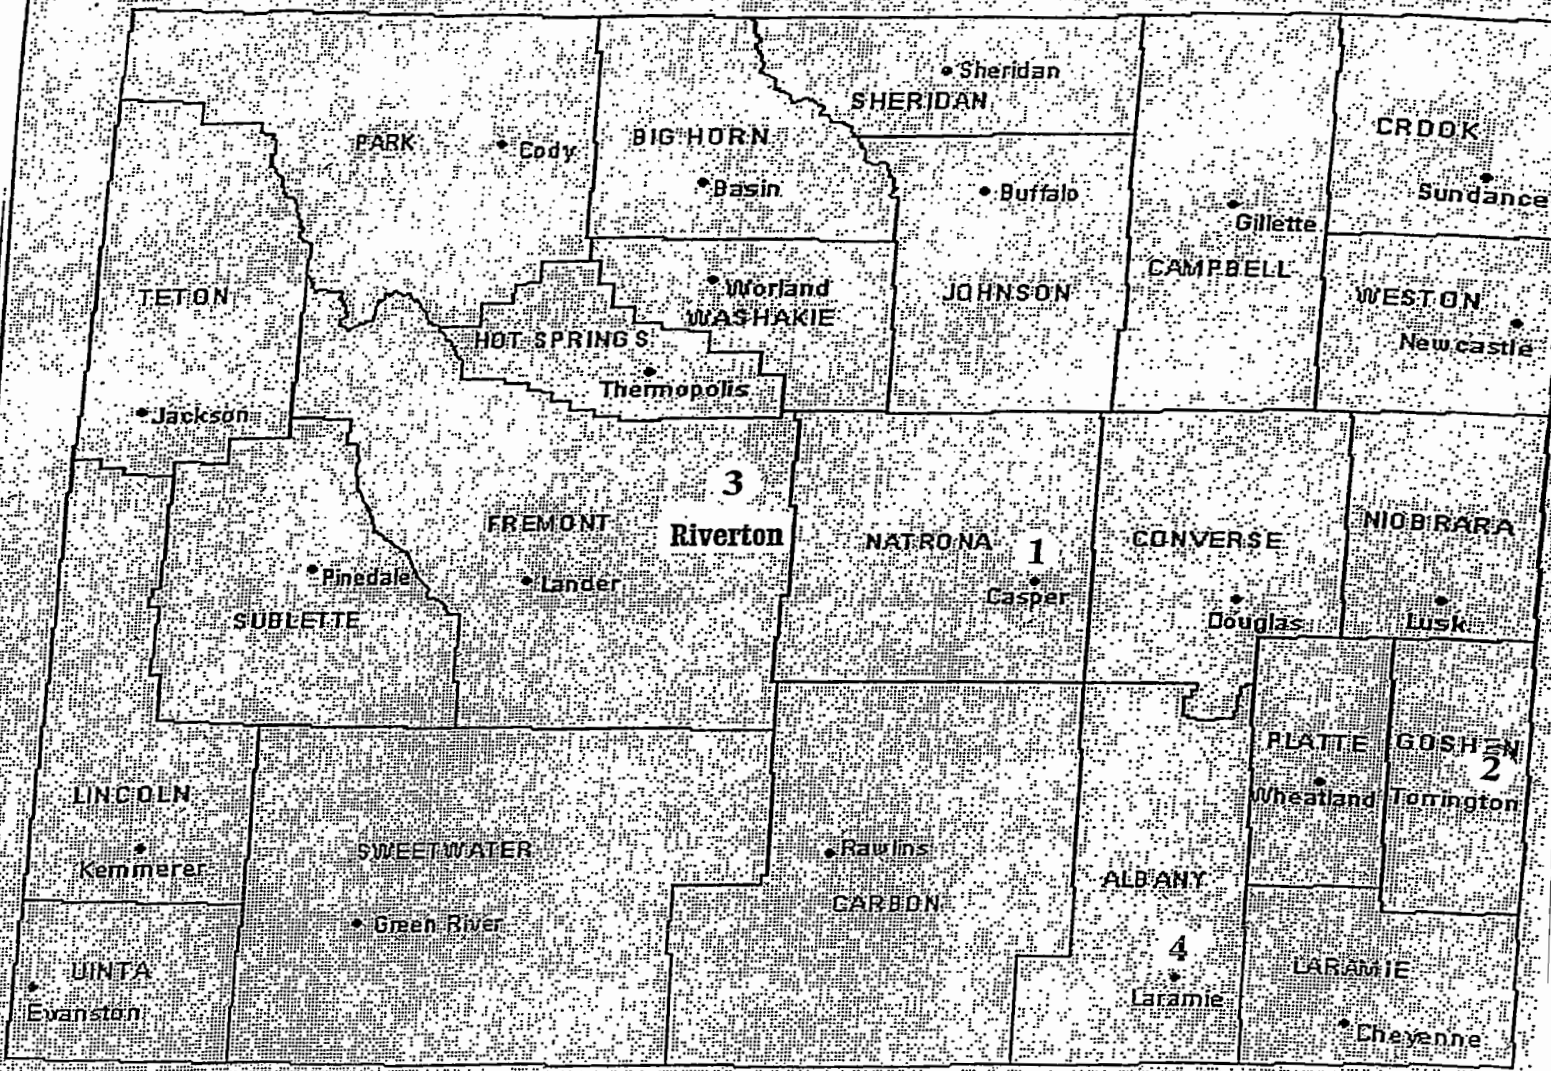 Sheridan
SHERIDAN
PARK
Cody
BIG HORN
Basin
CROOK
Sundance
Buffalo
Gillette
CAMPBELL
TETON
Worland
WASHAKIE
JOHNSON
WESTON
Newcastle
HOT SPRINGS
Thermopolis
Jackson
3
Riverton
FREMONT
Lander
NATRONA
1
Casper
CONVERSE
Douglas
NIOBRARA
Lusk
Pinedale
SUBLETTE
PLATTE
Wheatland
GOSHEN
2
Torrington
LINCOLN
Kemmerer
SWEETWATER
Green River
Rawlins
CARBON
ALBANY
4
Laramie
UINTA
Evanston
LARAMIE
Cheyenne